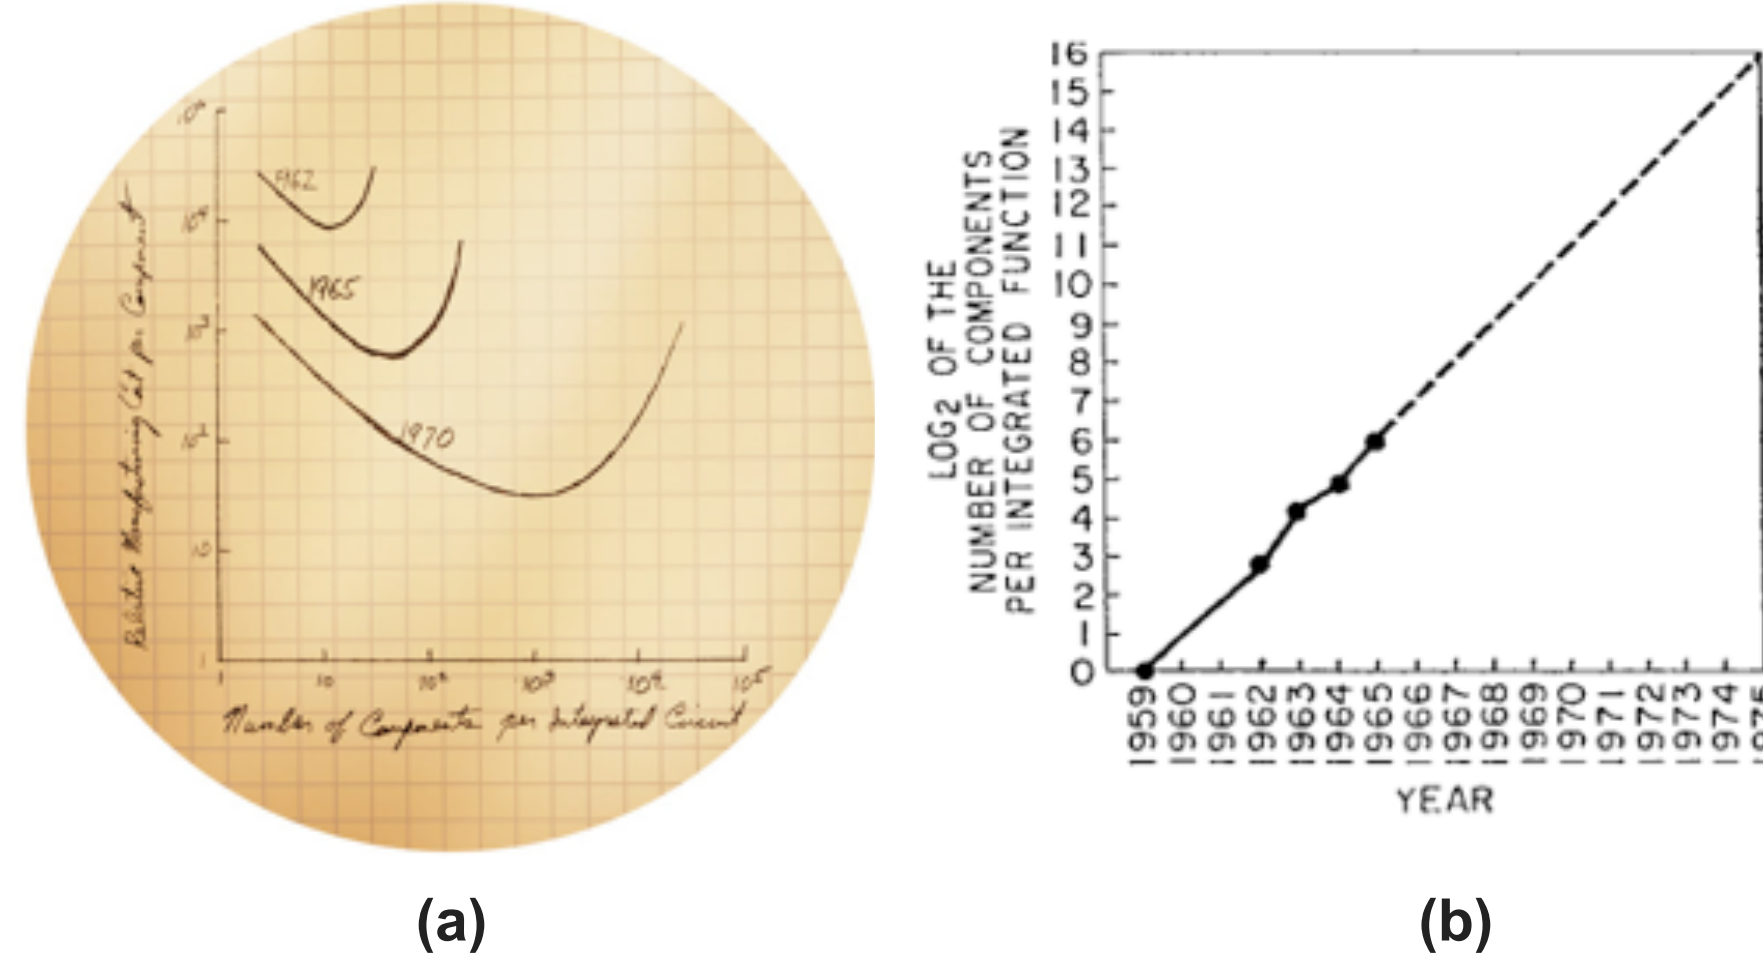 10⁵
1962
10⁴
1965
10³
1970
10²
10
1
1 10 10² 10³ 10⁴ 10⁵
Relative Manufacturing Cost per Component
Number of Components per Integrated Circuit
(a)
LOG₂ OF THE
NUMBER OF COMPONENTS
PER INTEGRATED FUNCTION
16
15
14
13
12
11
10
9
8
7
6
5
4
3
2
1
0
1959 1960 1961 1962 1963 1964 1965 1966 1967 1968 1969 1970 1971 1972 1973 1974 1975
YEAR
(b)